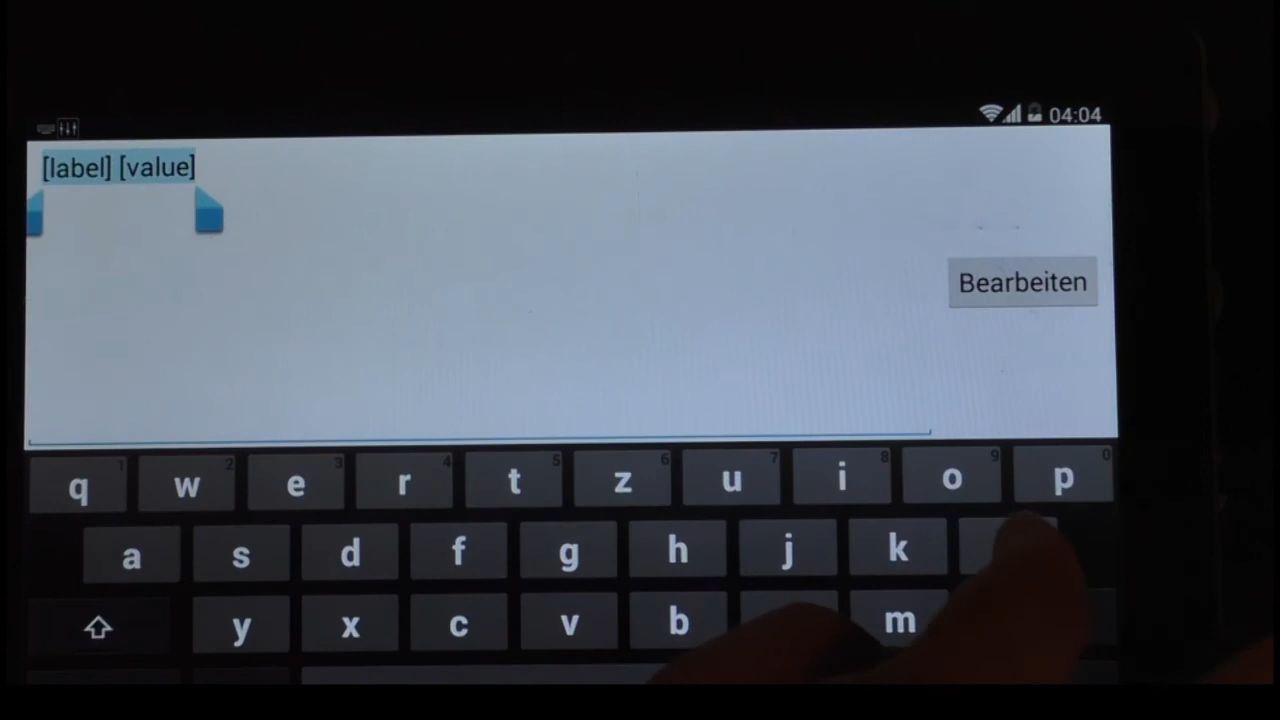 04:04
[label] [value]
Bearbeiten
q 1 w 2 e 3 r 4 t 5 z 6 u 7 i 8 o 9 p 0
a s d f g h j k
y x c v b m